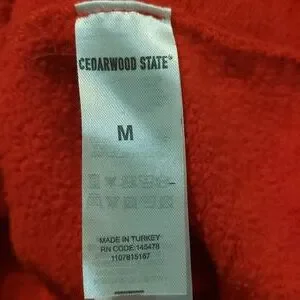 CEDARWOOD STATE®
M
MADE IN TURKEY
RN CODE:145478
1107815167